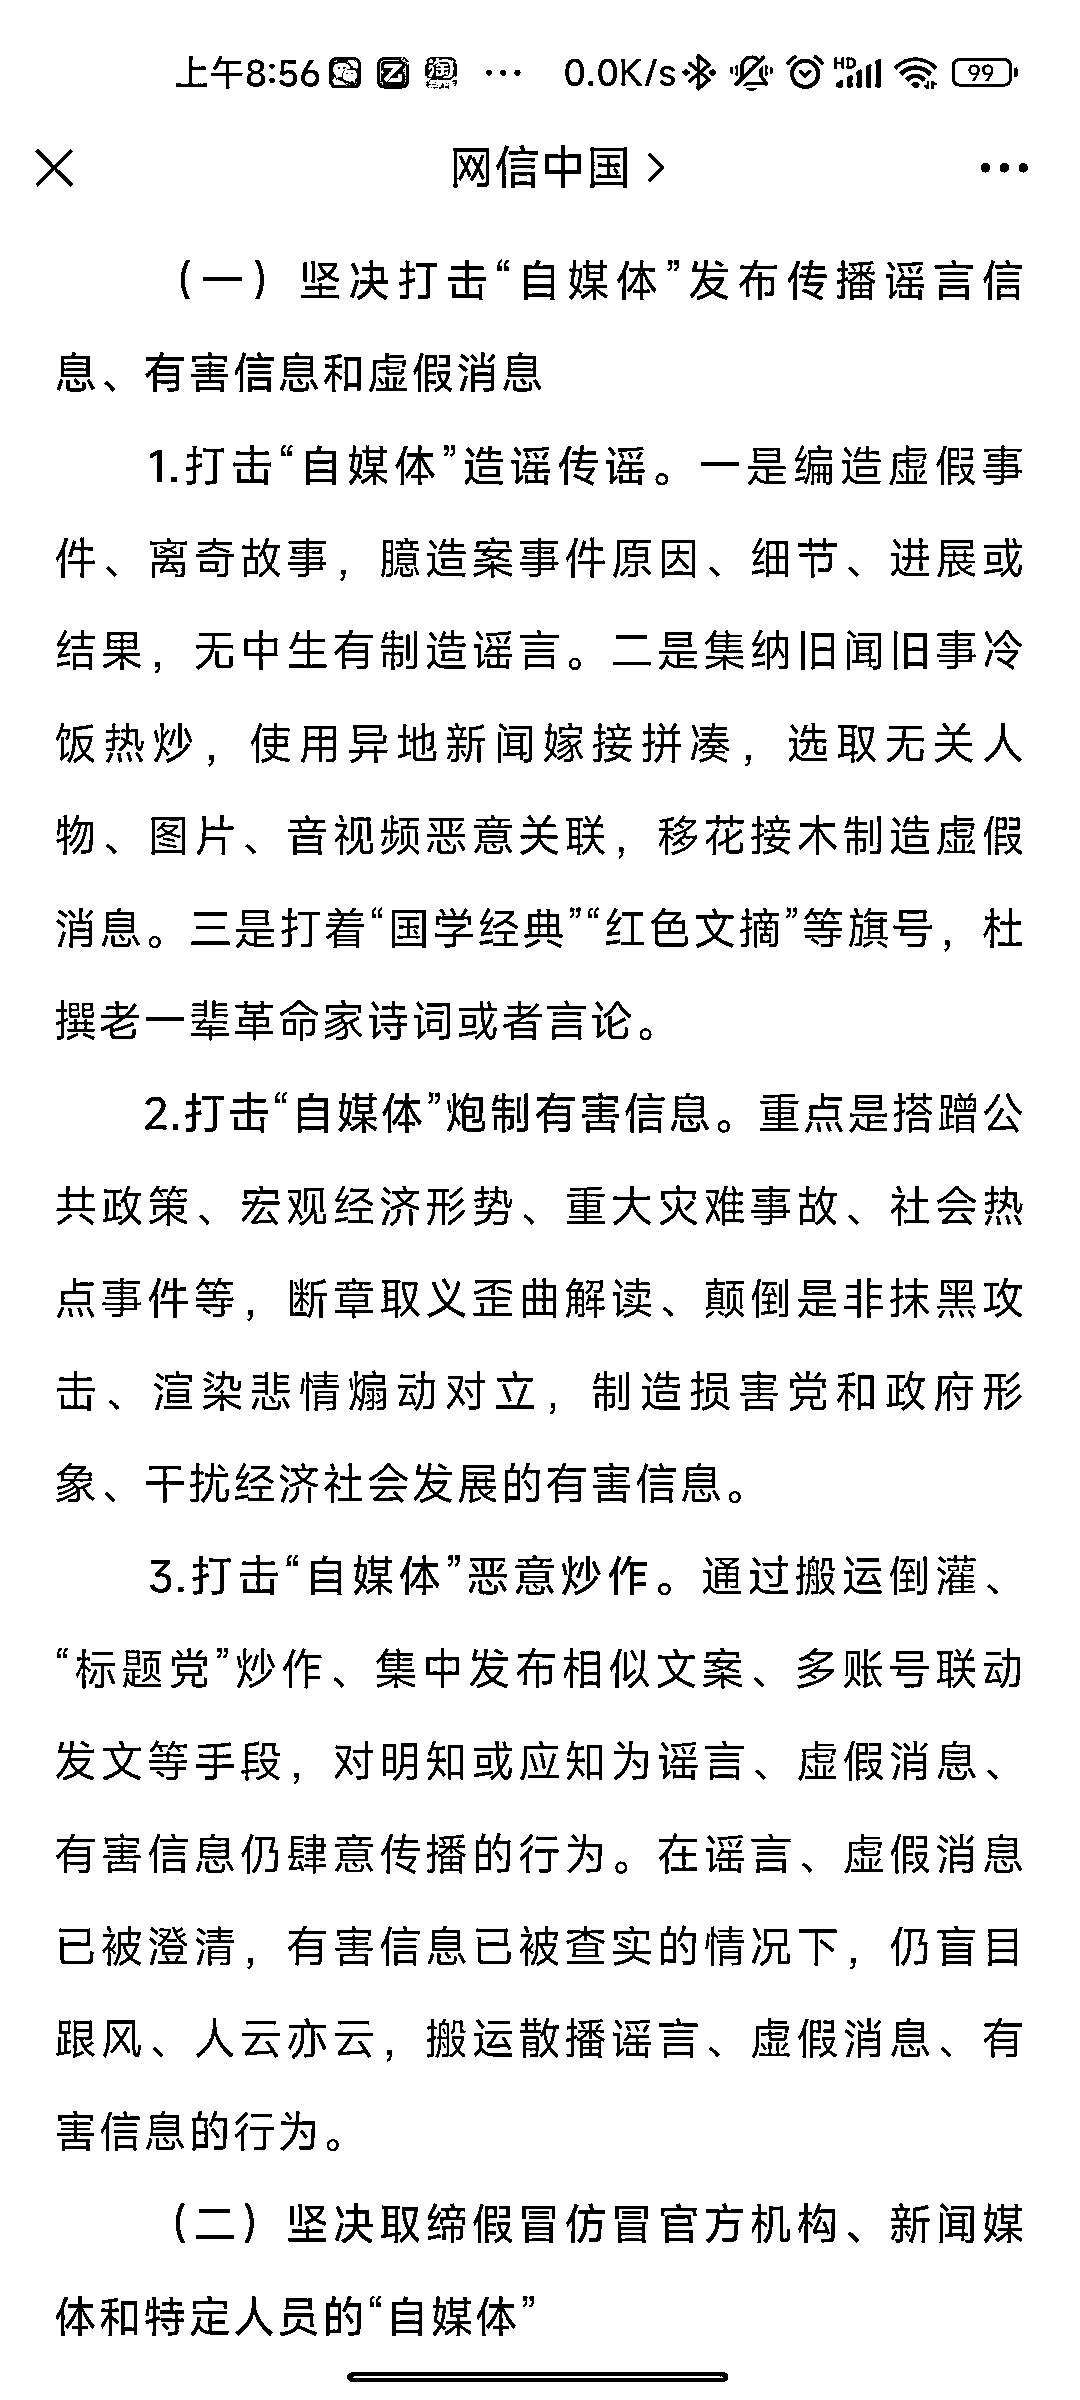 上午8:56 ... 0.0K/s HD 99
网信中国 >
（一）坚决打击“自媒体”发布传播谣言信
息、有害信息和虚假消息
1.打击“自媒体”造谣传谣。一是编造虚假事
件、离奇故事，臆造案事件原因、细节、进展或
结果，无中生有制造谣言。二是集纳旧闻旧事冷
饭热炒，使用异地新闻嫁接拼凑，选取无关人
物、图片、音视频恶意关联，移花接木制造虚假
消息。三是打着“国学经典”“红色文摘”等旗号，杜
撰老一辈革命家诗词或者言论。
2.打击“自媒体”炮制有害信息。重点是搭蹭公
共政策、宏观经济形势、重大灾难事故、社会热
点事件等，断章取义歪曲解读、颠倒是非抹黑攻
击、渲染悲情煽动对立，制造损害党和政府形
象、干扰经济社会发展的有害信息。
3.打击“自媒体”恶意炒作。通过搬运倒灌、
“标题党”炒作、集中发布相似文案、多账号联动
发文等手段，对明知或应知为谣言、虚假消息、
有害信息仍肆意传播的行为。在谣言、虚假消息
已被澄清，有害信息已被查实的情况下，仍盲目
跟风、人云亦云，搬运散播谣言、虚假消息、有
害信息的行为。
（二）坚决取缔假冒仿冒官方机构、新闻媒
体和特定人员的“自媒体”